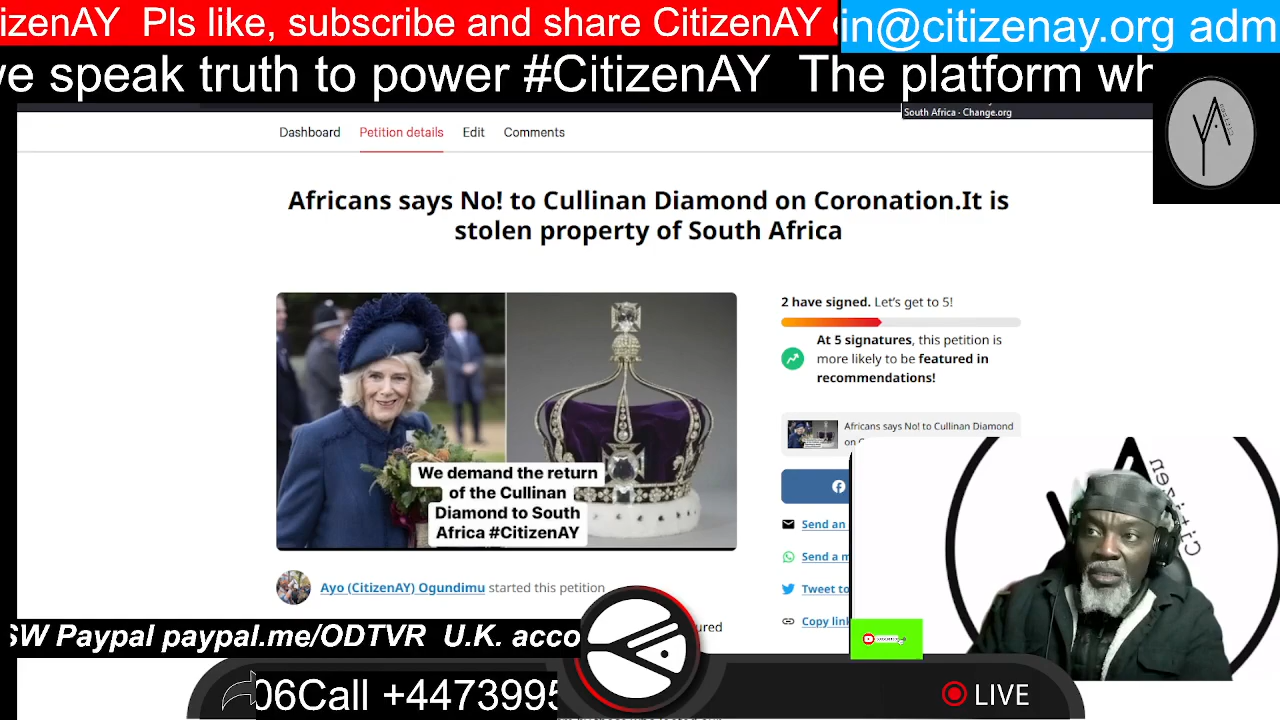 izenAY  Pls like, subscribe and share CitizenAY
in@citizenay.org adm
ve speak truth to power #CitizenAY  The platform wh
South Africa - Change.org
Dashboard Petition details Edit Comments
Africans says No! to Cullinan Diamond on Coronation.It is
stolen property of South Africa
2 have signed. Let's get to 5!
At 5 signatures, this petition is
more likely to be featured in
recommendations!
Africans says No! to Cullinan Diamond
We demand the return
of the Cullinan
Diamond to South
Africa #CitizenAY
Send an
Send a m
Tweet to
Copy link
Ayo (CitizenAY) Ogundimu started this petition
ured
SW Paypal paypal.me/ODTVR  U.K. acco
06Call +4473995
LIVE